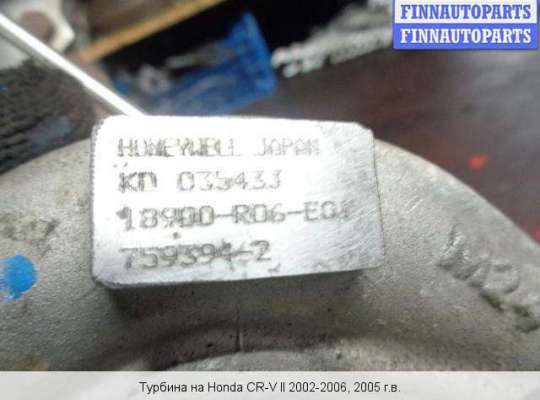 FINNAUTOPARTS
FINNAUTOPARTS
HONEYWELL JAPAN
KD 035433
18900-R06-E01
759394-2
Турбина на Honda CR-V II 2002-2006, 2005 г.в.